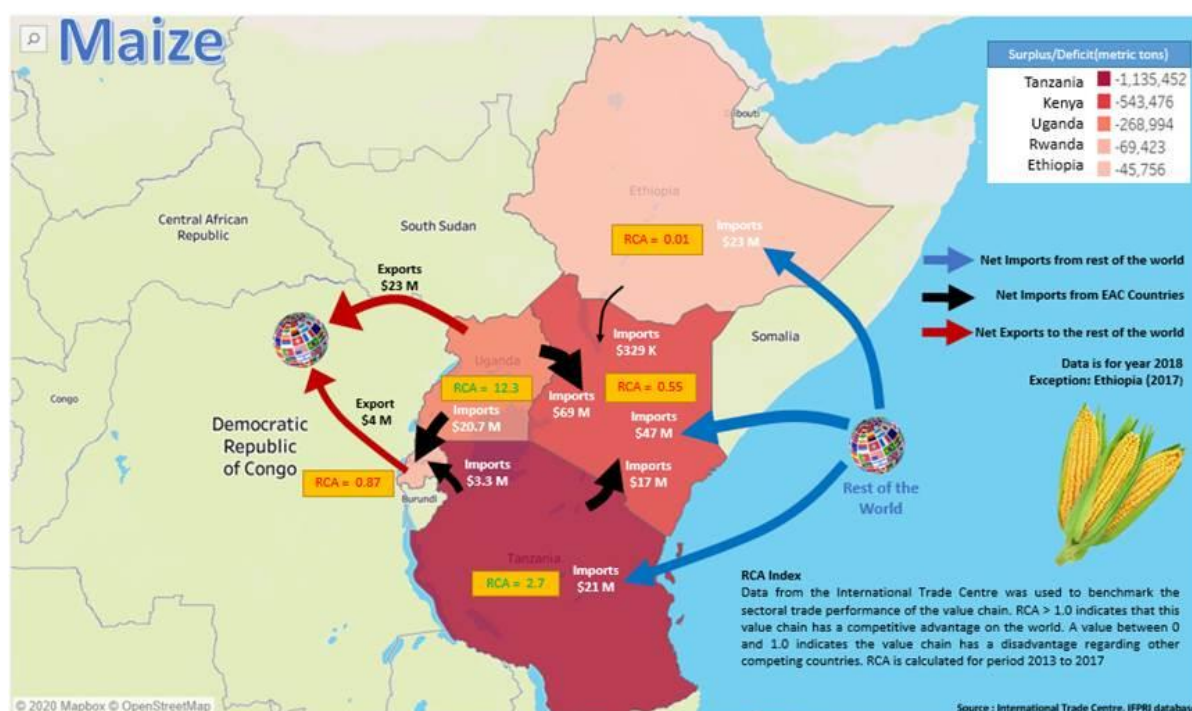 Maize
Surplus/Deficit(metric tons)
Tanzania -1,135,452
Kenya -543,476
Uganda -268,994
Rwanda -69,423
Ethiopia -45,756
Net Imports from rest of the world
Net Imports from EAC Countries
Net Exports to the rest of the world
Data is for year 2018
Exception: Ethiopia (2017)
Central African
Republic
South Sudan
Ethiopia
RCA = 0.01
Imports
$23 M
Somalia
Exports
$23 M
Imports
$329 K
Uganda
RCA = 12.3
RCA = 0.55
Imports
$69 M
Imports
$47 M
Congo
Export
$4 M
Imports
$20.7 M
Democratic
Republic
of Congo
Imports
$3.3 M
Imports
$17 M
RCA = 0.87
Burundi
Rest of the
World
Tanzania
RCA = 2.7
Imports
$21 M
RCA Index
Data from the International Trade Centre was used to benchmark the
sectoral trade performance of the value chain. RCA > 1.0 indicates that this
value chain has a competitive advantage on the world. A value between 0
and 1.0 indicates the value chain has a disadvantage regarding other
competing countries. RCA is calculated for period 2013 to 2017
© 2020 Mapbox © OpenStreetMap
Source : International Trade Centre, IFPRI database